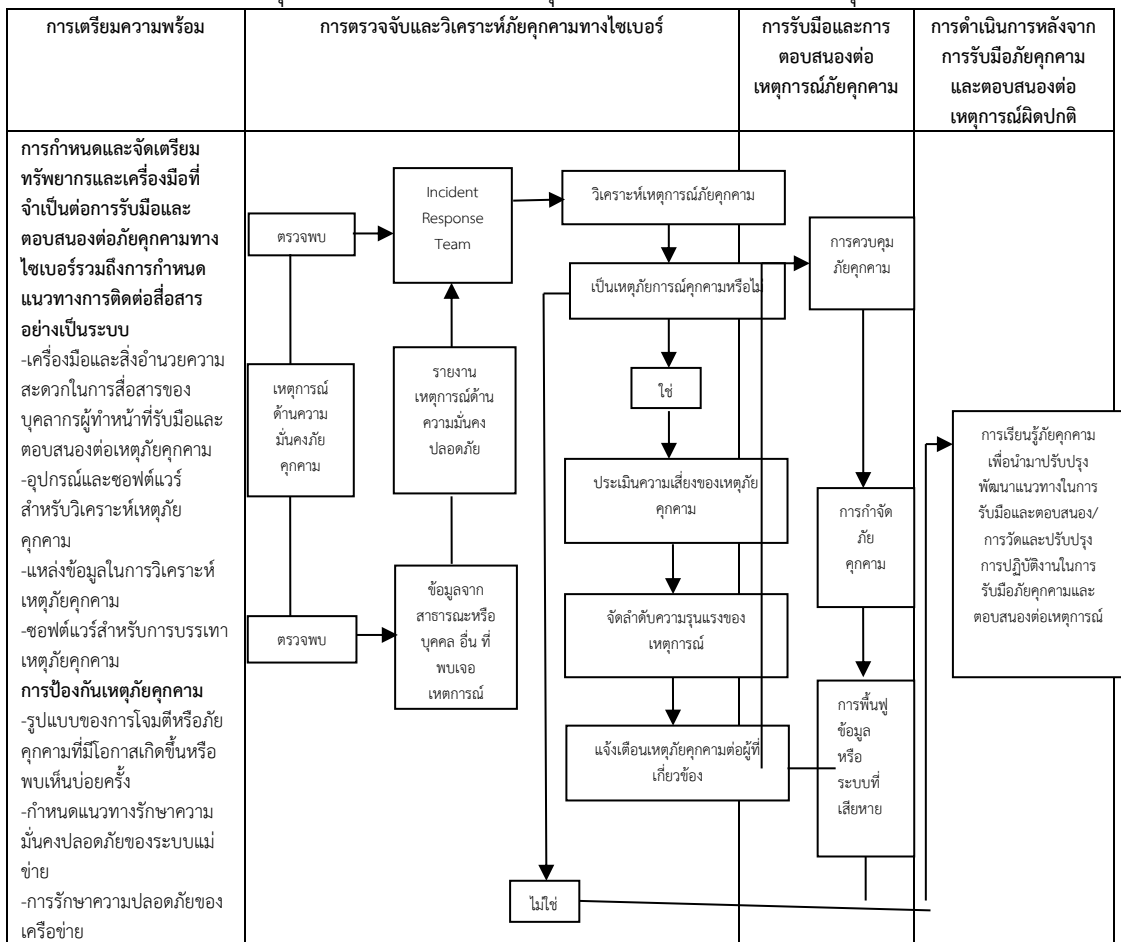 การเตรียมความพร้อม
การตรวจจับและวิเคราะห์ภัยคุกคามทางไซเบอร์
การรับมือและการ
ตอบสนองต่อ
เหตุการณ์ภัยคุกคาม
การดำเนินการหลังจาก
การรับมือภัยคุกคาม
และตอบสนองต่อ
เหตุการณ์ผิดปกติ
การกำหนดและจัดเตรียม
ทรัพยากรและเครื่องมือที่
จำเป็นต่อการรับมือและ
ตอบสนองต่อภัยคุกคามทาง
ไซเบอร์รวมถึงการกำหนด
แนวทางการติดต่อสื่อสาร
อย่างเป็นระบบ
-เครื่องมือและสิ่งอำนวยความ
สะดวกในการสื่อสารของ
บุคลากรผู้ทำหน้าที่รับมือและ
ตอบสนองต่อเหตุภัยคุกคาม
-อุปกรณ์และซอฟต์แวร์
สำหรับวิเคราะห์เหตุภัย
คุกคาม
-แหล่งข้อมูลในการวิเคราะห์
เหตุภัยคุกคาม
-ซอฟต์แวร์สำหรับการบรรเทา
เหตุภัยคุกคาม
การป้องกันเหตุภัยคุกคาม
-รูปแบบของการโจมตีหรือภัย
คุกคามที่มีโอกาสเกิดขึ้นหรือ
พบเห็นบ่อยครั้ง
-กำหนดแนวทางรักษาความ
มั่นคงปลอดภัยของระบบแม่
ข่าย
-การรักษาความปลอดภัยของ
เครือข่าย
ตรวจพบ
เหตุการณ์
ด้านความ
มั่นคงภัย
คุกคาม
ตรวจพบ
Incident
Response
Team
รายงาน
เหตุการณ์ด้าน
ความมั่นคง
ปลอดภัย
ข้อมูลจาก
สาธารณะหรือ
บุคคล อื่น ที่
พบเจอ
เหตการณ์
วิเคราะห์เหตุการณ์ภัยคุกคาม
เป็นเหตุภัยการณ์คุกคามหรือไม่
ใช่
ประเมินความเสี่ยงของเหตุภัย
คุกคาม
จัดลำดับความรุนแรงของ
เหตุการณ์
แจ้งเตือนเหตุภัยคุกคามต่อผู้ที่
เกี่ยวข้อง
ไม่ใช่
การควบคุม
ภัยคุกคาม
การกำจัด
ภัย
คุกคาม
การพื้นฟู
ข้อมูล
หรือ
ระบบที่
เสียหาย
การเรียนรู้ภัยคุกคาม
เพื่อนำมาปรับปรุง
พัฒนาแนวทางในการ
รับมือและตอบสนอง/
การวัดและปรับปรุง
การปฏิบัติงานในการ
รับมือภัยคุกคามและ
ตอบสนองต่อเหตุการณ์